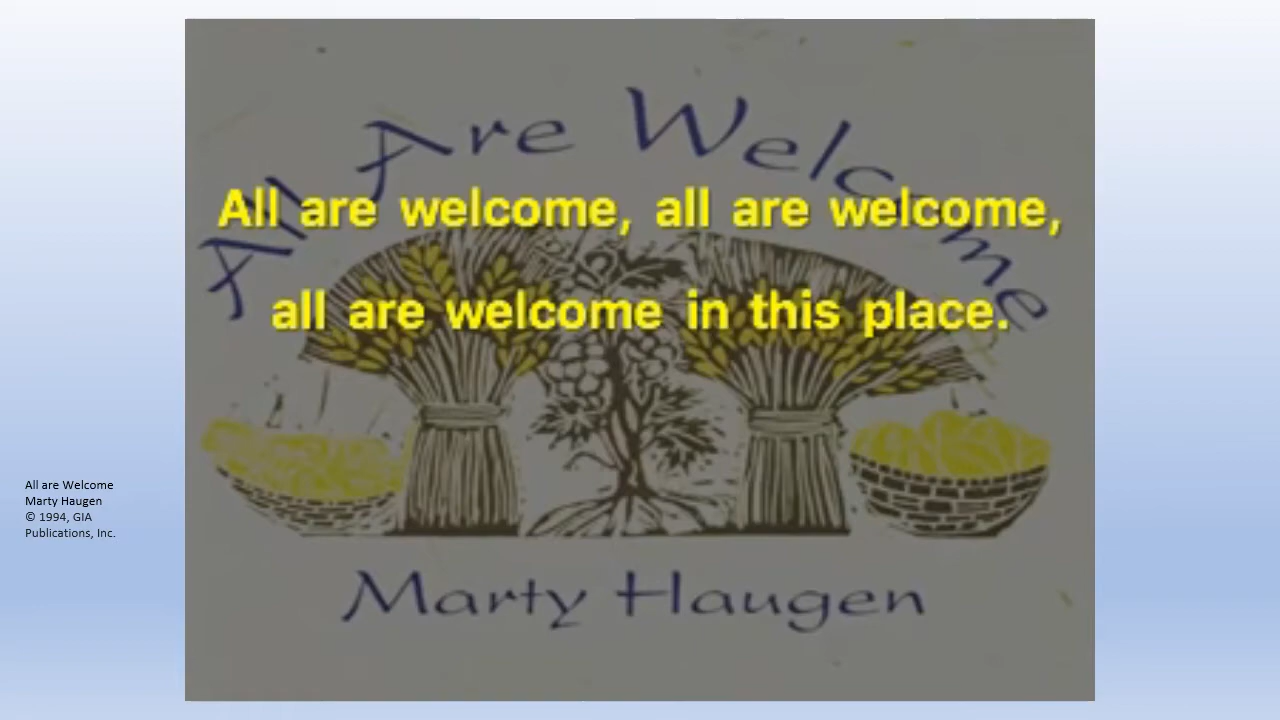 All Are Welcome
All are welcome, all are welcome,
all are welcome in this place.
All are Welcome
Marty Haugen
© 1994, GIA
Publications, Inc.
Marty Haugen